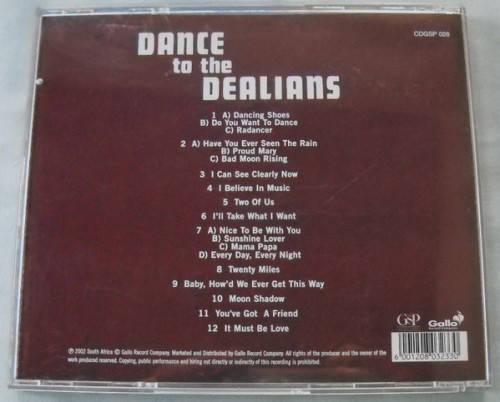 DANCE
to the
DEALIANS
CDGSP 028
1 A) Dancing Shoes
B) Do You Want To Dance
C) Radancer
2 A) Have You Ever Seen The Rain
B) Proud Mary
C) Bad Moon Rising
3 I Can See Clearly Now
4 I Believe In Music
5 Two Of Us
6 I'll Take What I Want
7 A) Nice To Be With You
B) Sunshine Lover
C) Mama Papa
D) Every Day, Every Night
8 Twenty Miles
9 Baby, How'd We Ever Get This Way
10 Moon Shadow
11 You've Got A Friend
12 It Must Be Love
GSP Gallo
℗ 2002 South Africa © Gallo Record Company. Marketed and Distributed by Gallo Record Company. All rights of the producer and the owner of the
work produced reserved. Copying, public performance and hiring out directly or indirectly of this recording is prohibited.
6 001208 032330